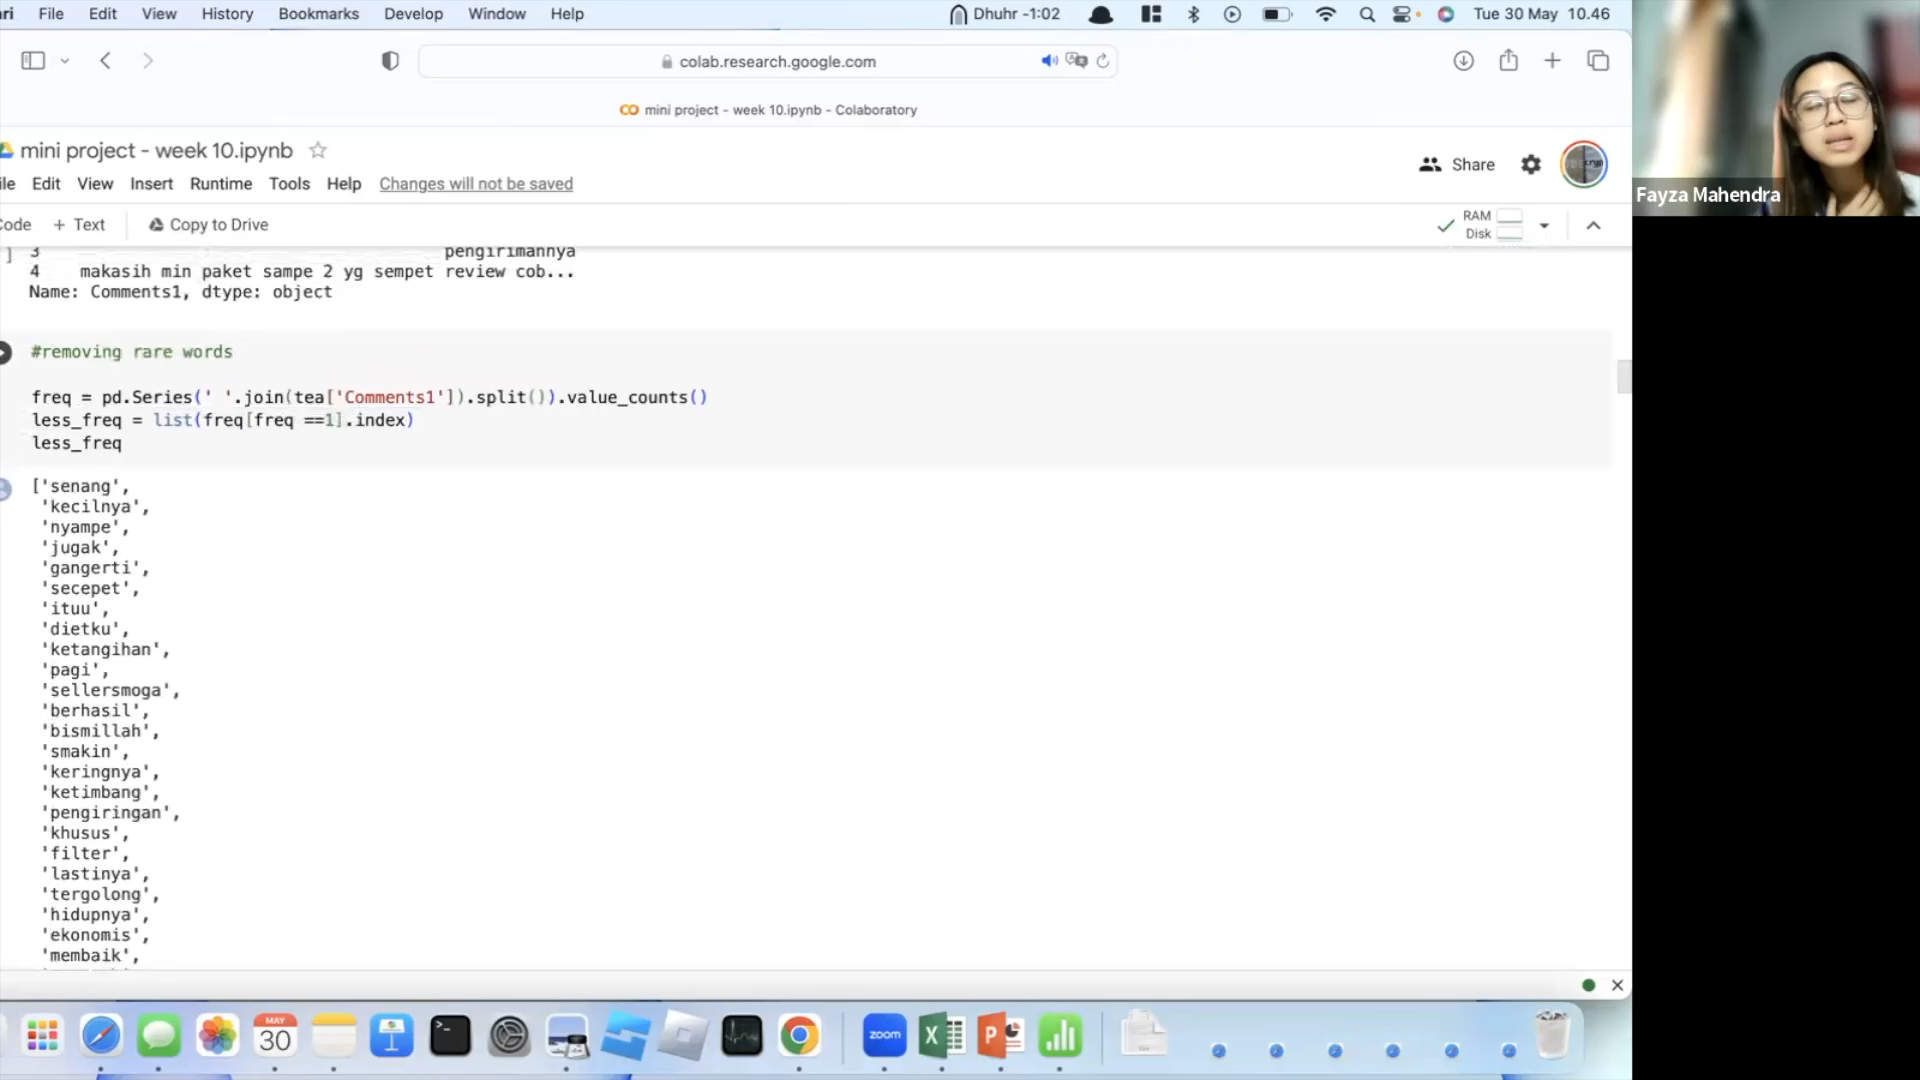 ri File Edit View History Bookmarks Develop Window Help Dhuhr -1:02 Tue 30 May 10.46
colab.research.google.com
mini project - week 10.ipynb - Colaboratory
mini project - week 10.ipynb
Share
ile Edit View Insert Runtime Tools Help Changes will not be saved
Code + Text Copy to Drive RAM Disk
3 pengirimannya
4 makasih min paket sampe 2 yg sempet review cob...
Name: Comments1, dtype: object
#removing rare words
freq = pd.Series(' '.join(tea['Comments1']).split()).value_counts()
less_freq = list(freq[freq ==1].index)
less_freq
['senang',
'kecilnya',
'nyampe',
'jugak',
'gangerti',
'secepet',
'ituu',
'dietku',
'ketangihan',
'pagi',
'sellersmoga',
'berhasil',
'bismillah',
'smakin',
'keringnya',
'ketimbang',
'pengiringan',
'khusus',
'filter',
'lastinya',
'tergolong',
'hidupnya',
'ekonomis',
'membaik',
MAY
30
zoom
Fayza Mahendra